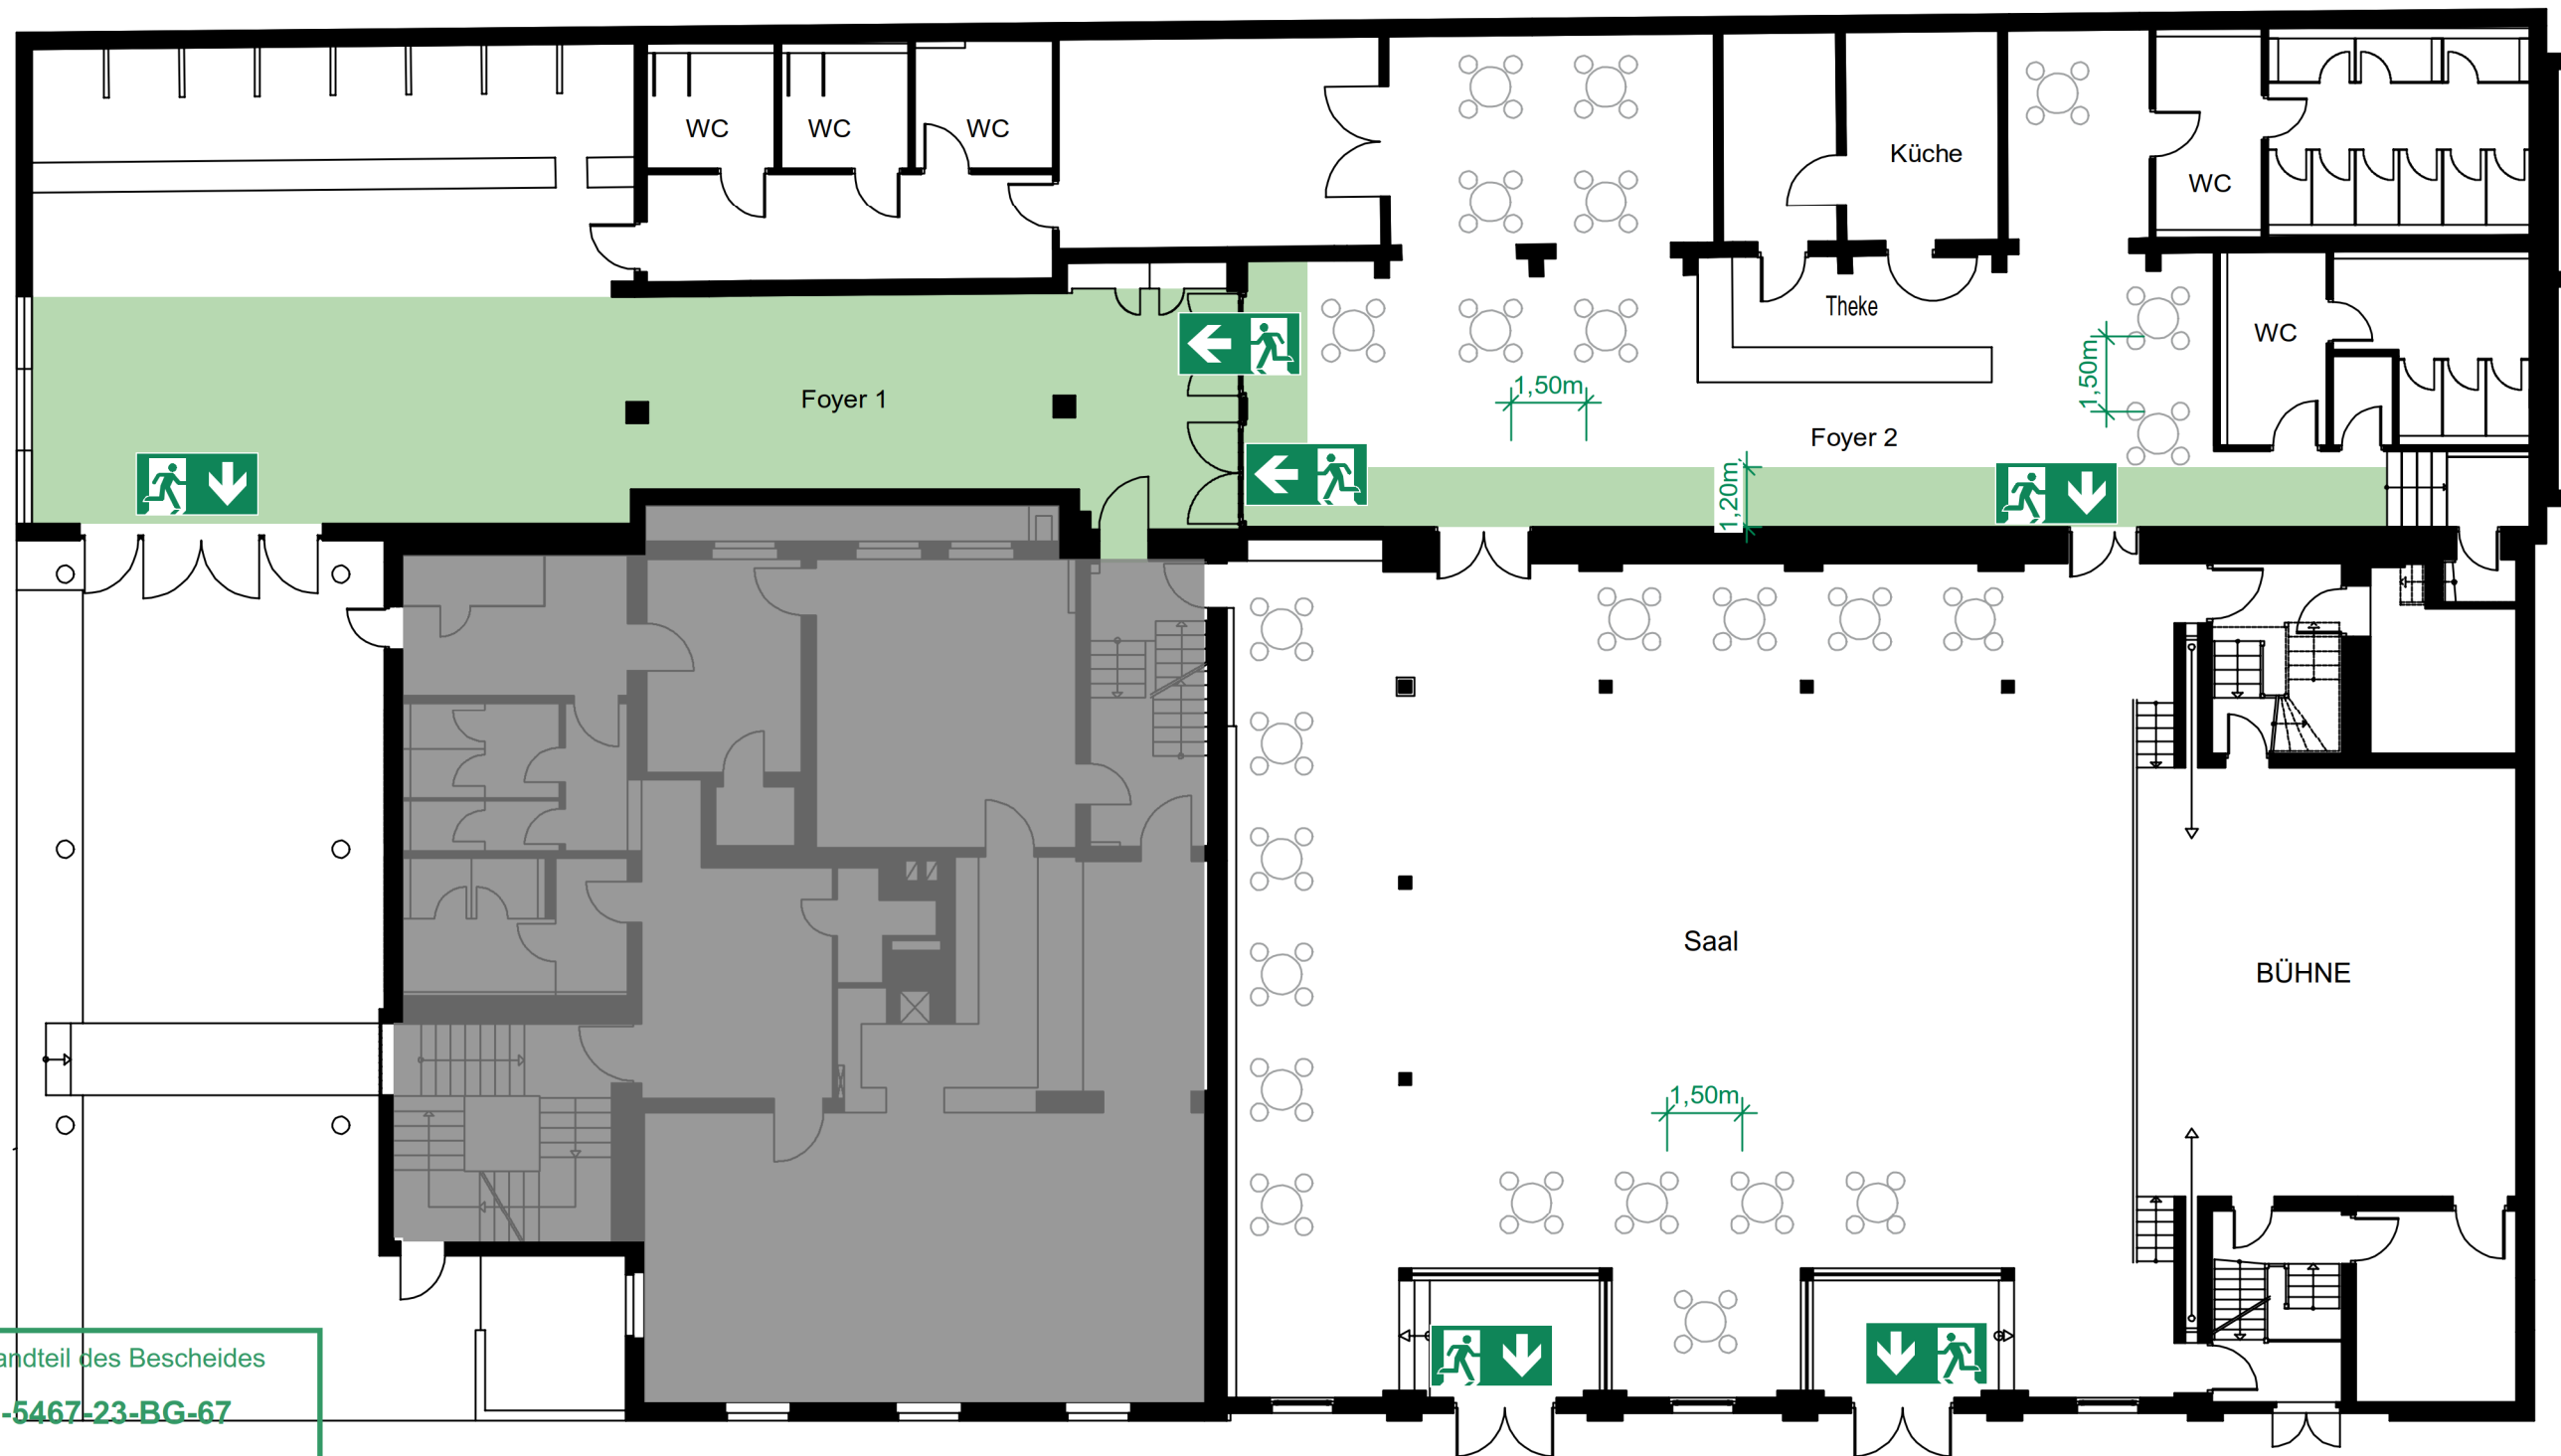 WC
WC
WC
Küche
WC
Theke
WC
1,50m
1,50m
Foyer 1
Foyer 2
1,20m
Saal
BÜHNE
1,50m
andteil des Bescheides
-5467-23-BG-67